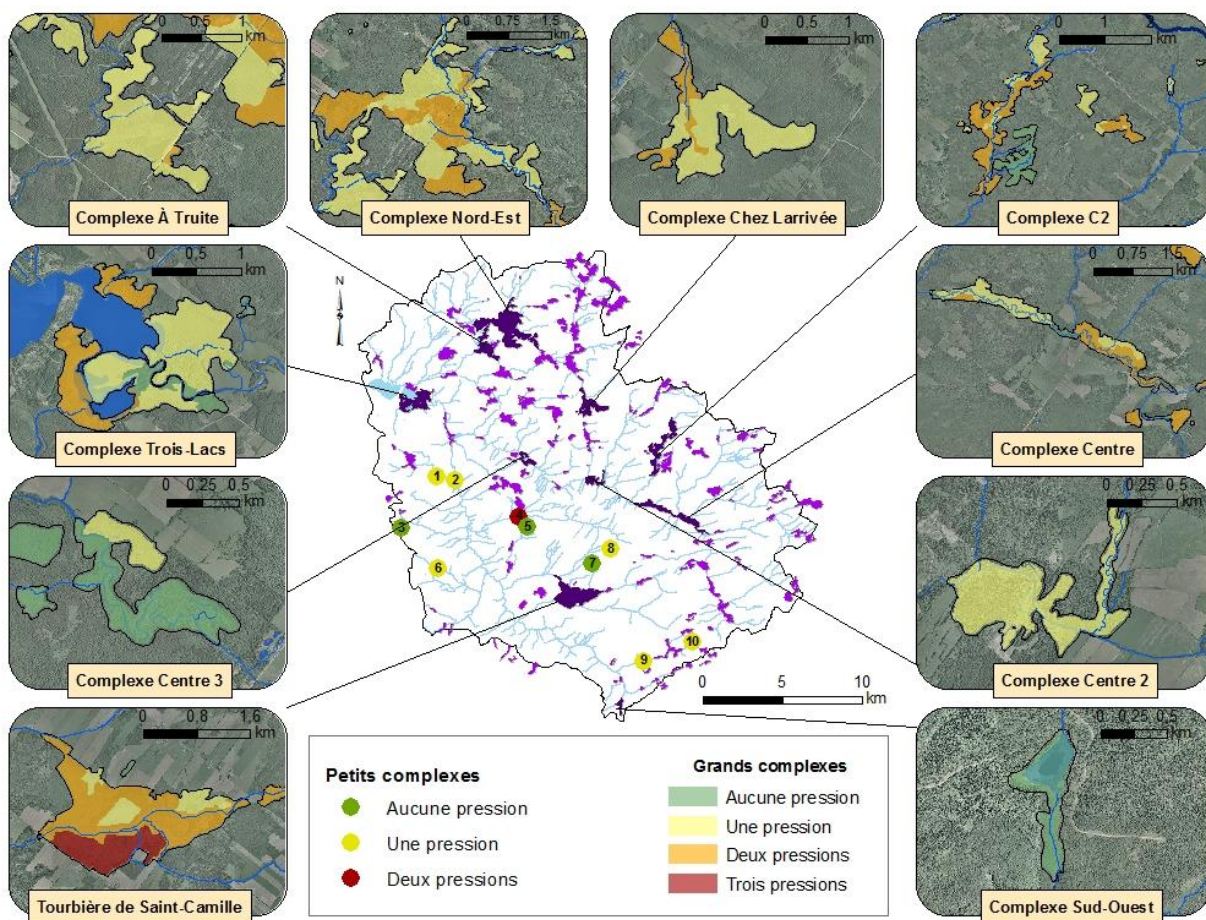 0 0,5 1
km
Complexe À Truite
0 0.75 1.5
km
Complexe Nord-Est
0 0.5 1
km
Complexe Chez Larrivée
0 1 2
km
Complexe C2
0 0,5 1
km
Complexe Trois-Lacs
N
0 0.75 1.5
km
Complexe Centre
0 0.25 0.5
km
Complexe Centre 3
1
2
3
5
6
7
8
9
10
0 0.25 0.5
km
Complexe Centre 2
0 0.8 1.6
km
Tourbière de Saint-Camille
0 5 10
km
0 0.25 0.5
km
Complexe Sud-Ouest
Petits complexes
Aucune pression
Une pression
Deux pressions
Grands complexes
Aucune pression
Une pression
Deux pressions
Trois pressions